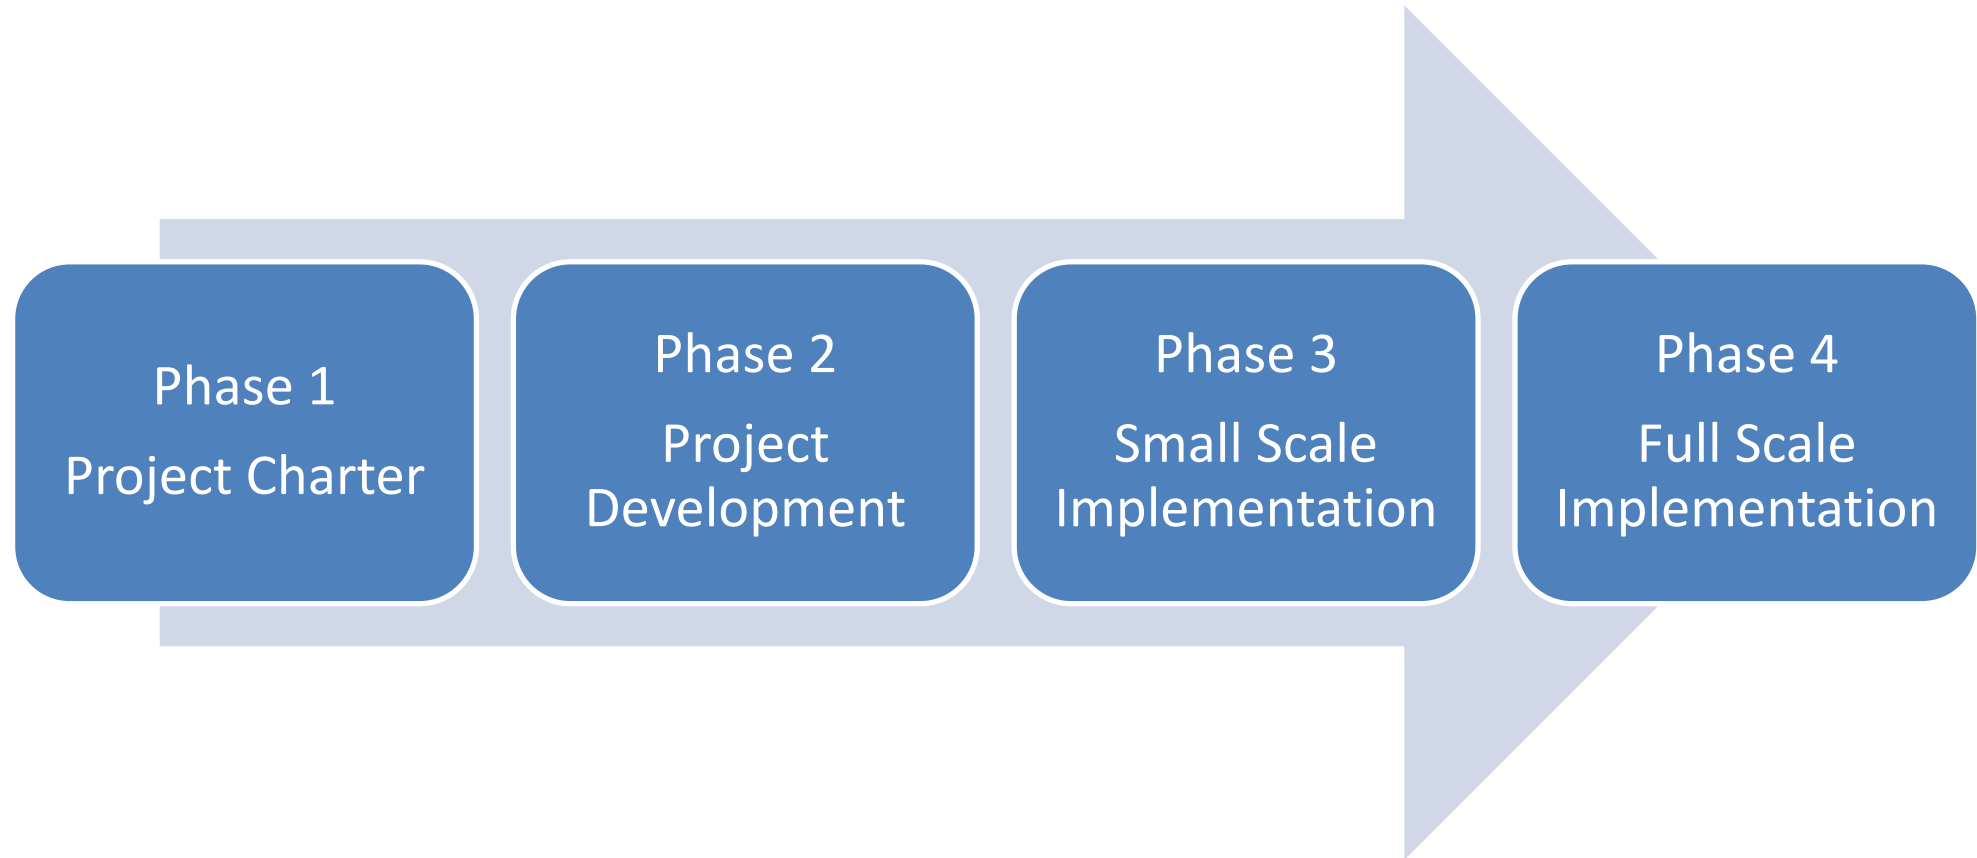 Phase 1
Project Charter
Phase 2
Project
Development
Phase 3
Small Scale
Implementation
Phase 4
Full Scale
Implementation